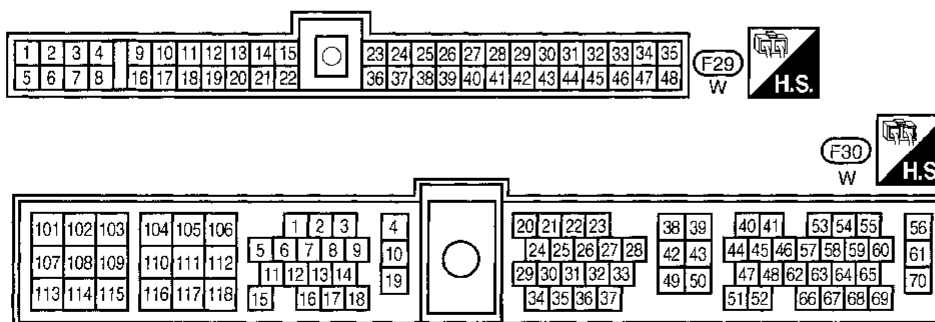 1 2 3 4 9 10 11 12 13 14 15 23 24 25 26 27 28 29 30 31 32 33 34 35
5 6 7 8 16 17 18 19 20 21 22 36 37 38 39 40 41 42 43 44 45 46 47 48
F29
W
H.S.
F30
W
H.S
101 102 103 104 105 106 1 2 3 4 20 21 22 23 38 39 40 41 53 54 55 56
107 108 109 110 111 112 5 6 7 8 9 10 24 25 26 27 28 42 43 44 45 46 57 58 59 60 61
113 114 115 116 117 118 11 12 13 14 19 29 30 31 32 33 49 50 47 48 62 63 64 65 70
15 16 17 18 34 35 36 37 51 52 66 67 68 69